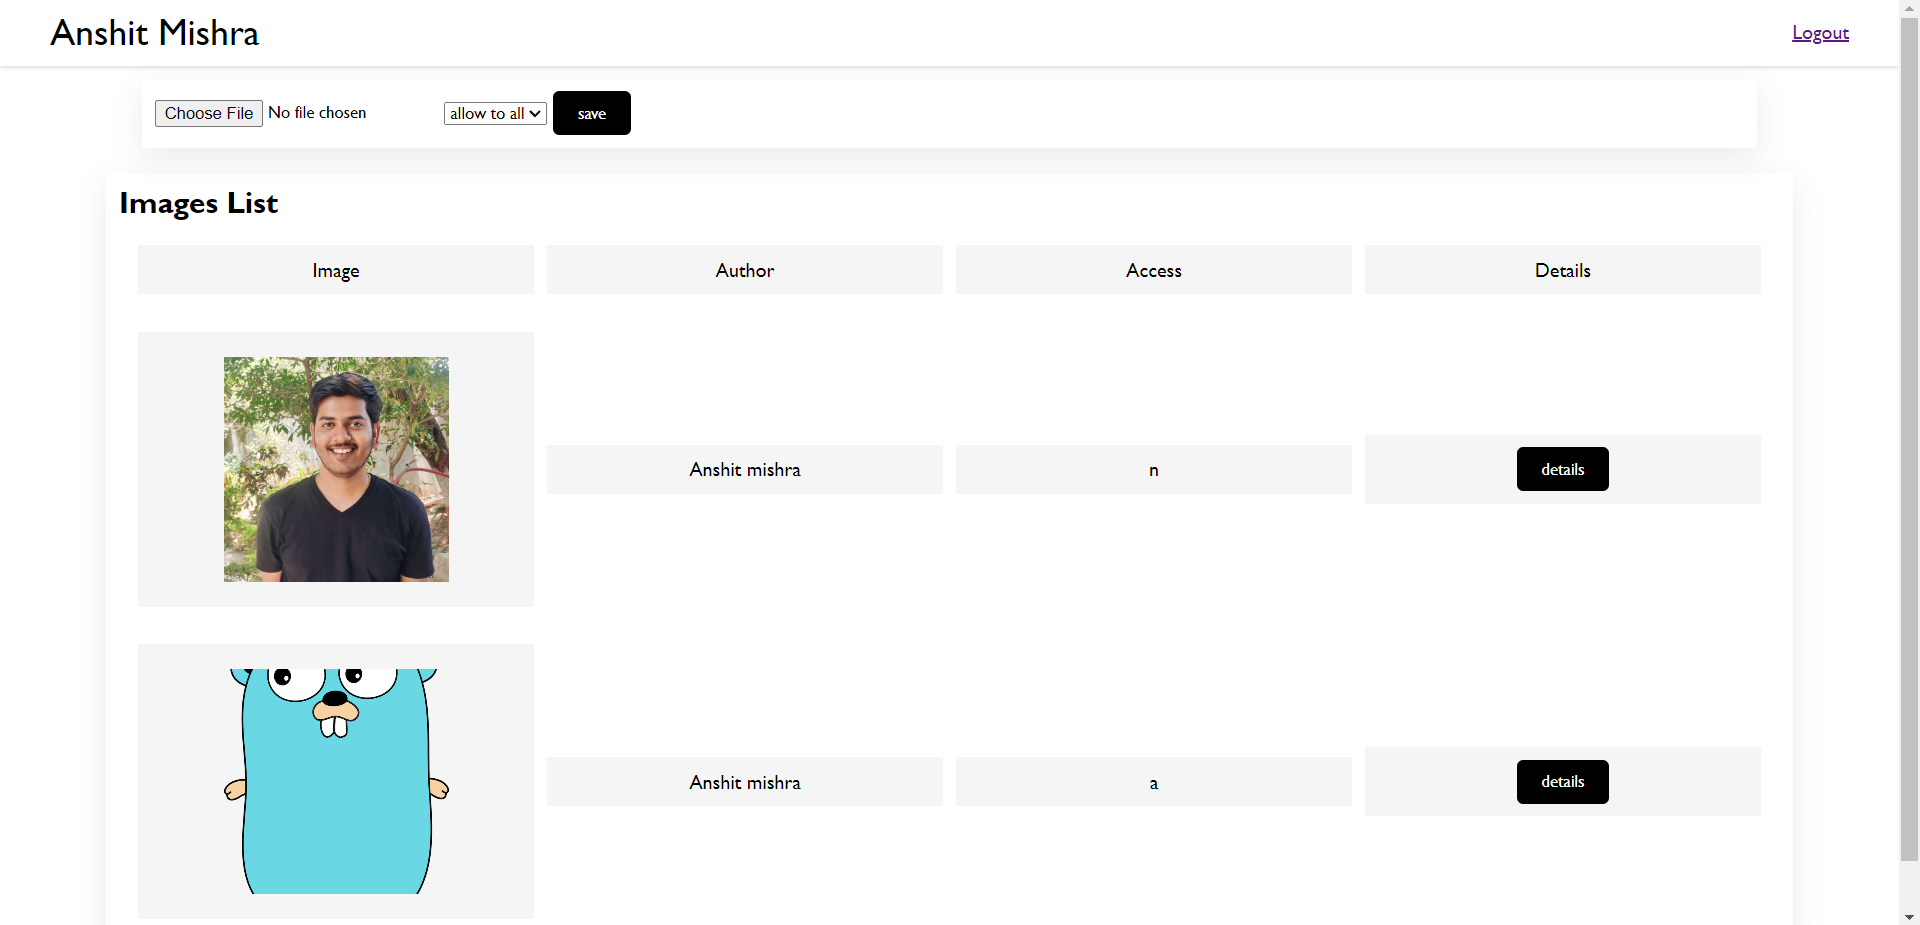 Anshit Mishra
Logout
Choose File No file chosen allow to all save
Images List
Image Author Access Details
Anshit mishra n details
Anshit mishra a details